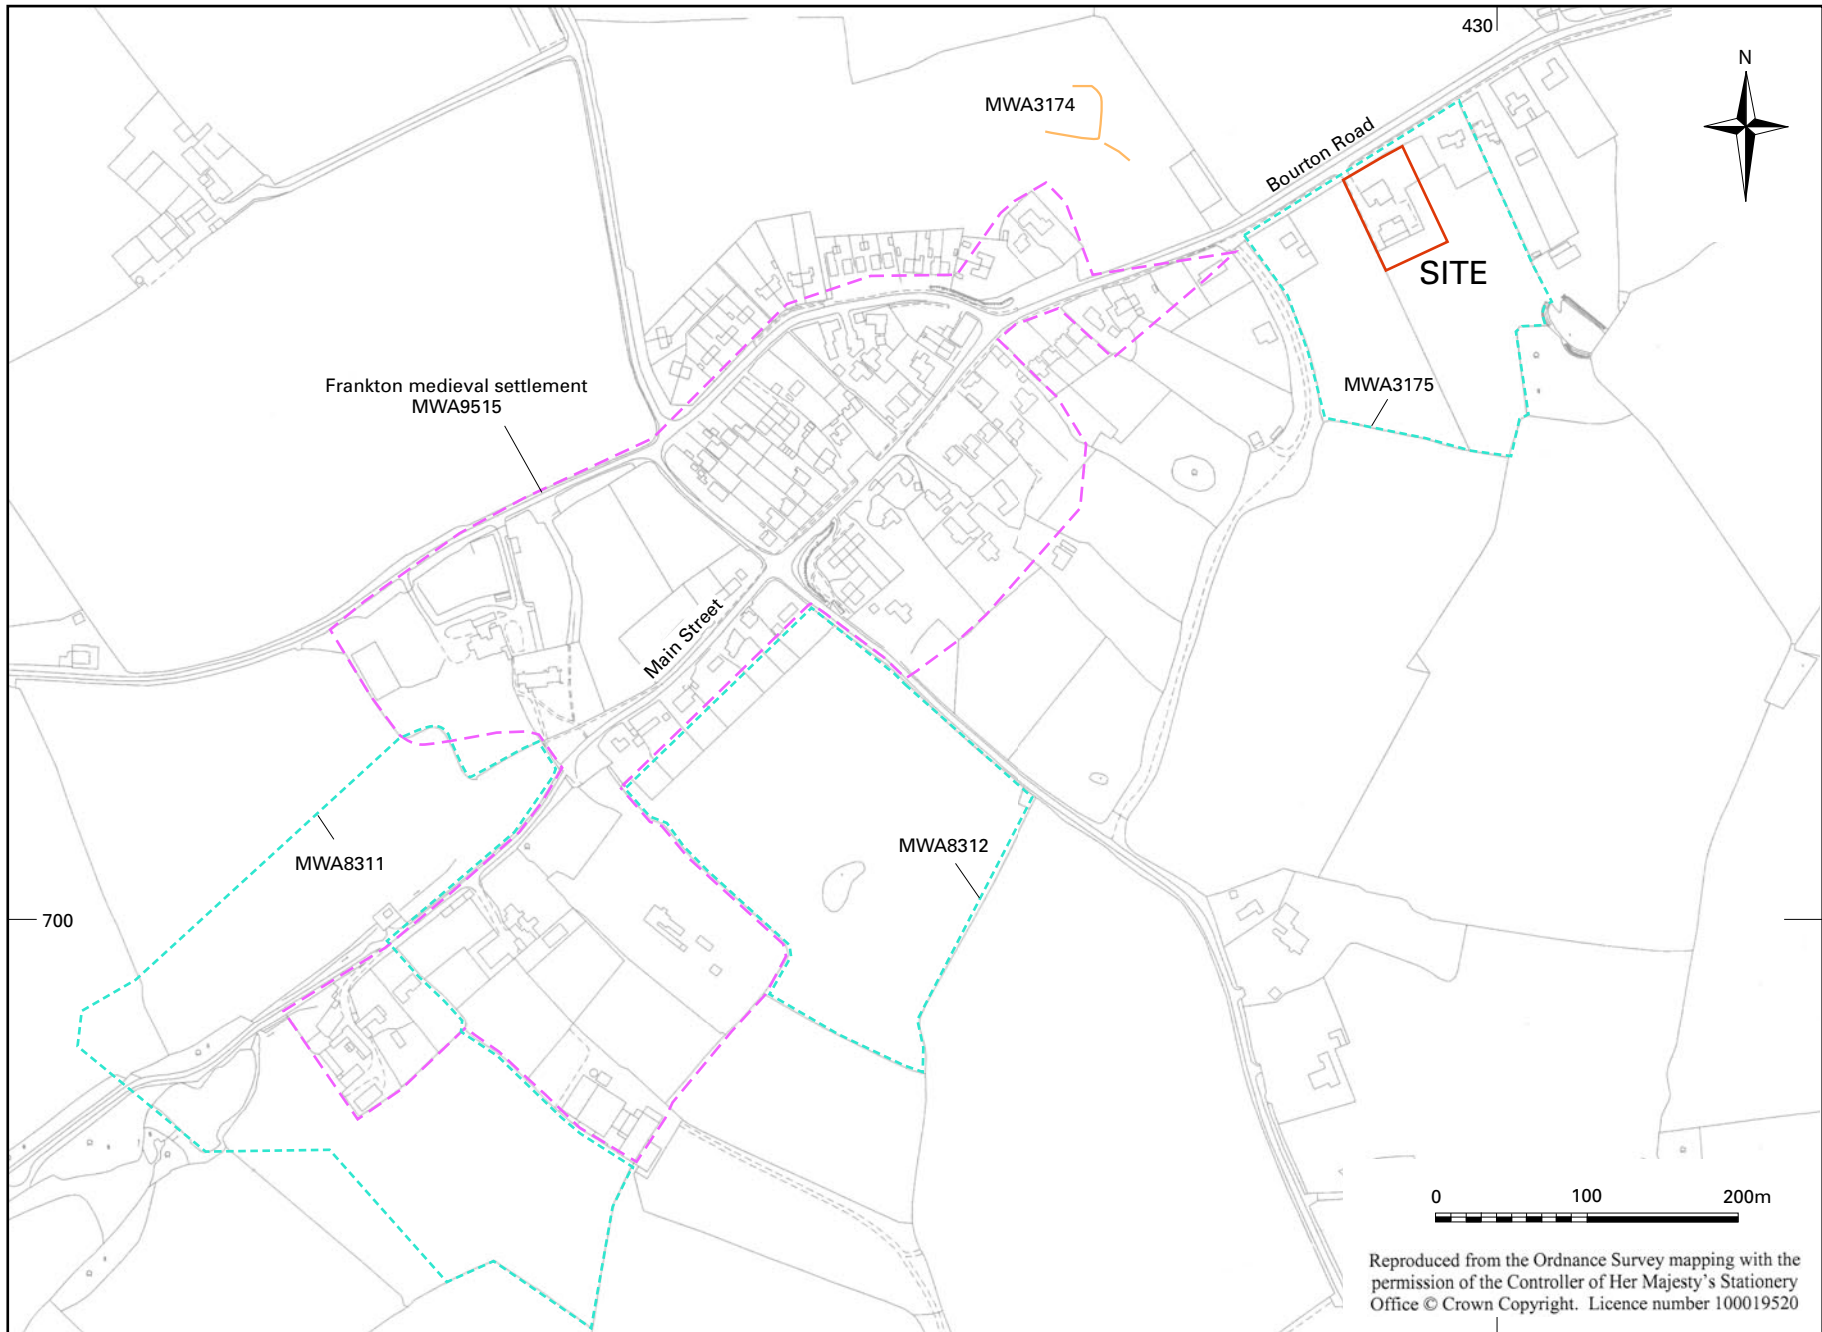 430
N
MWA3174
Bourton Road
SITE
Frankton medieval settlement
MWA9515
MWA3175
Main Street
MWA8311
MWA8312
700
0 100 200m
Reproduced from the Ordnance Survey mapping with the
permission of the Controller of Her Majesty's Stationery
Office © Crown Copyright. Licence number 100019520